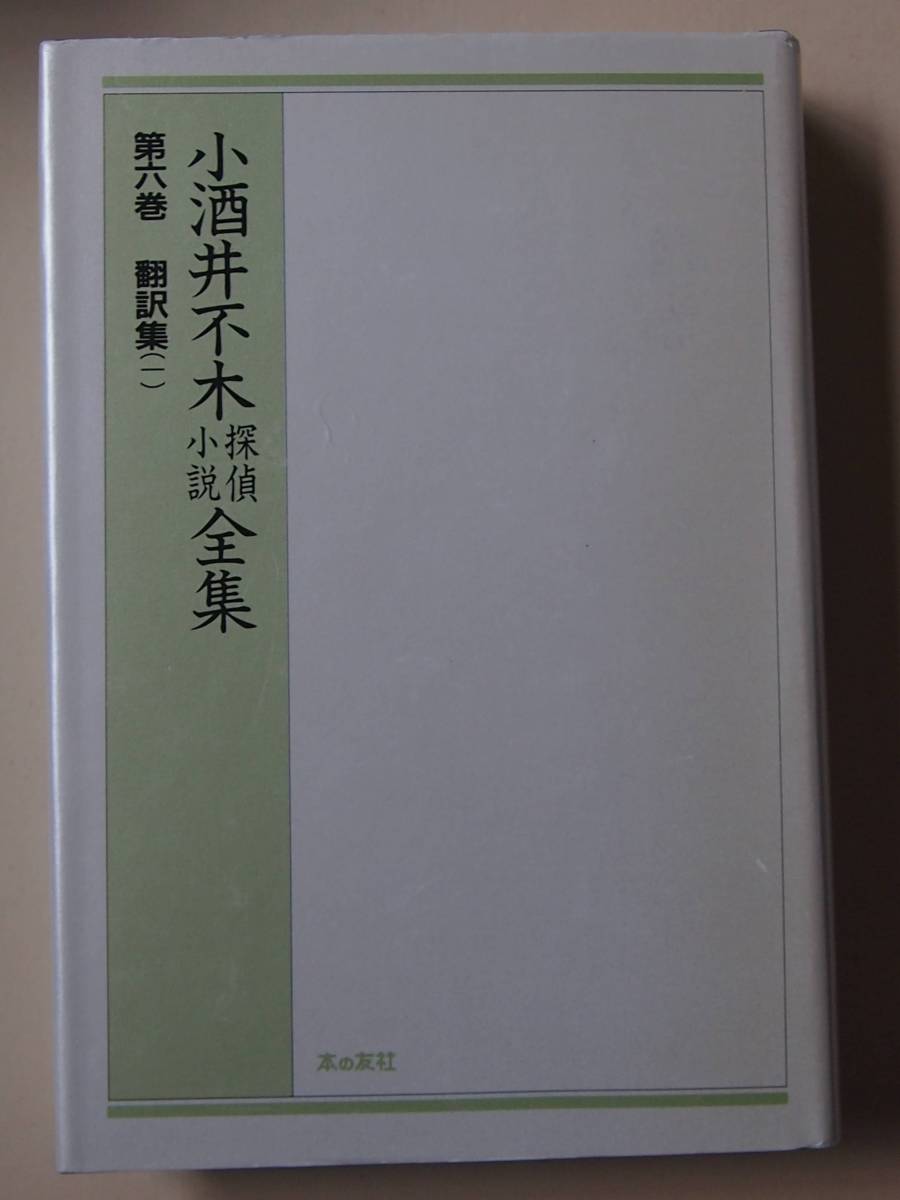 小酒井不木探偵小説全集
第六巻 翻訳集(一)
本の友社